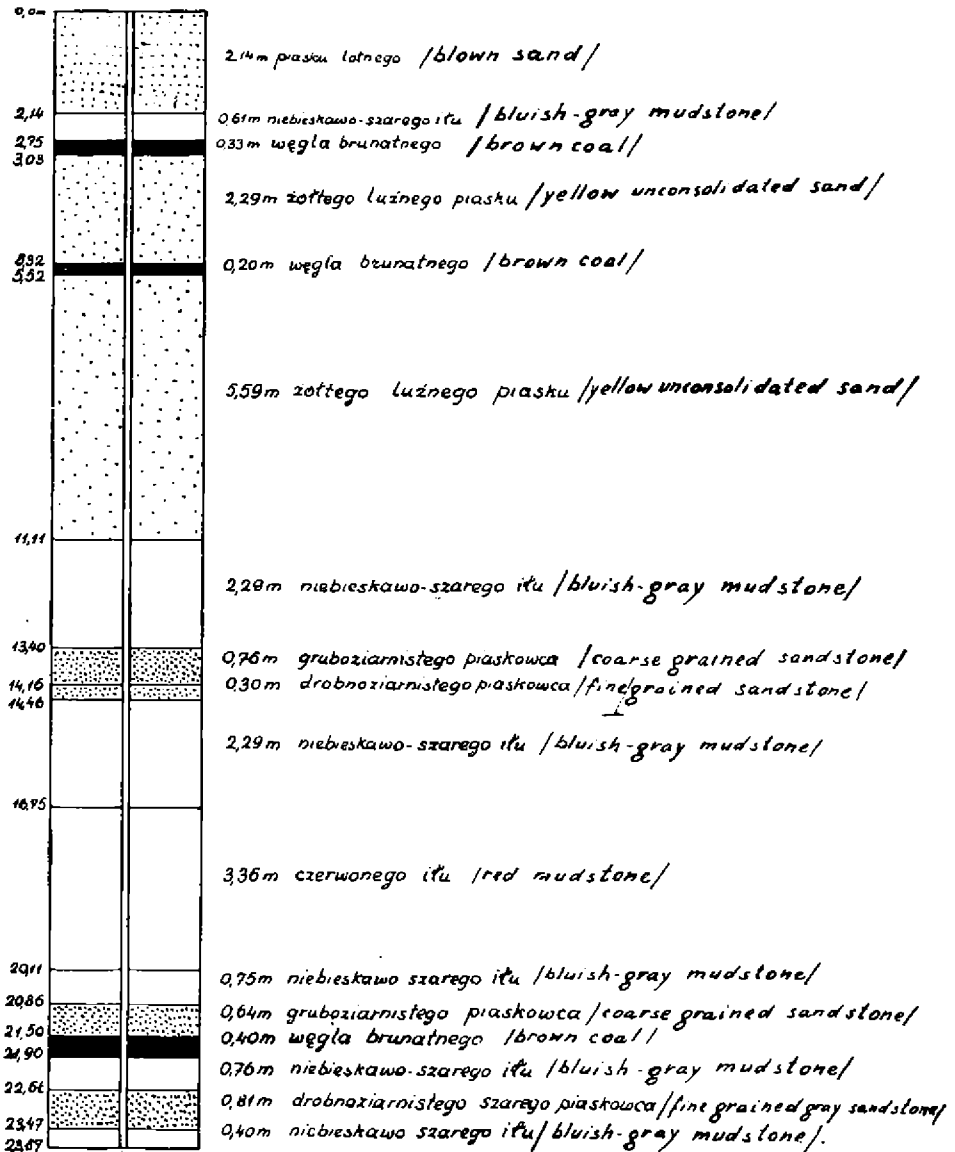 0,0m
2,14m piasku lotnego /blown sand/
2,14
0,61m niebieskawo-szarego iłu /bluish-gray mudstone/
2,75
0,33m węgla brunatnego /brown coal/
3,03
2,29m żółtego luźnego piasku /yellow unconsolidated sand/
0,20m węgla brunatnego /brown coal/
5,52
5,59m żółtego luźnego piasku /yellow unconsolidated sand/
11,11
2,28m niebieskawo-szarego iłu /bluish-gray mudstone/
13,40
0,76m gruboziarnistego piaskowca /coarse grained sandstone/
14,16
0,30m drobnoziarnistego piaskowca /fine grained sandstone/
14,46
2,29m niebieskawo-szarego iłu /bluish-gray mudstone/
16,75
3,36m czerwonego iłu /red mudstone/
20,11
0,75m niebieskawo szarego iłu /bluish-gray mudstone/
20,86
0,64m gruboziarnistego piaskowca /coarse grained sandstone/
21,50
0,40m węgla brunatnego /brown coal/
21,90
0,76m niebieskawo-szarego iłu /bluish-gray mudstone/
22,66
0,81m drobnoziarnistego szarego piaskowca /fine grained gray sandstone/
23,47
0,40m niebieskawo szarego iłu /bluish-gray mudstone/.
23,67